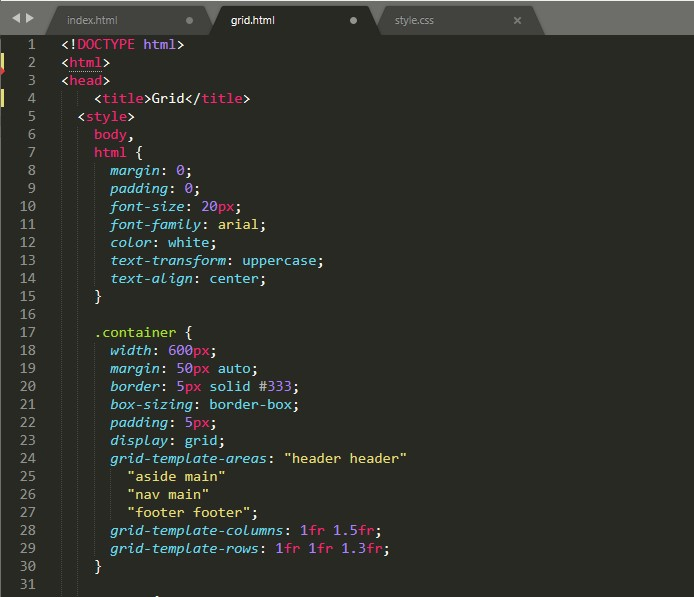 index.html grid.html style.css
1 <!DOCTYPE html>
2 <html>
3 <head>
4 <title>Grid</title>
5 <style>
6 body,
7 html {
8 margin: 0;
9 padding: 0;
10 font-size: 20px;
11 font-family: arial;
12 color: white;
13 text-transform: uppercase;
14 text-align: center;
15 }
16
17 .container {
18 width: 600px;
19 margin: 50px auto;
20 border: 5px solid #333;
21 box-sizing: border-box;
22 padding: 5px;
23 display: grid;
24 grid-template-areas: "header header"
25 "aside main"
26 "nav main"
27 "footer footer";
28 grid-template-columns: 1fr 1.5fr;
29 grid-template-rows: 1fr 1fr 1.3fr;
30 }
31